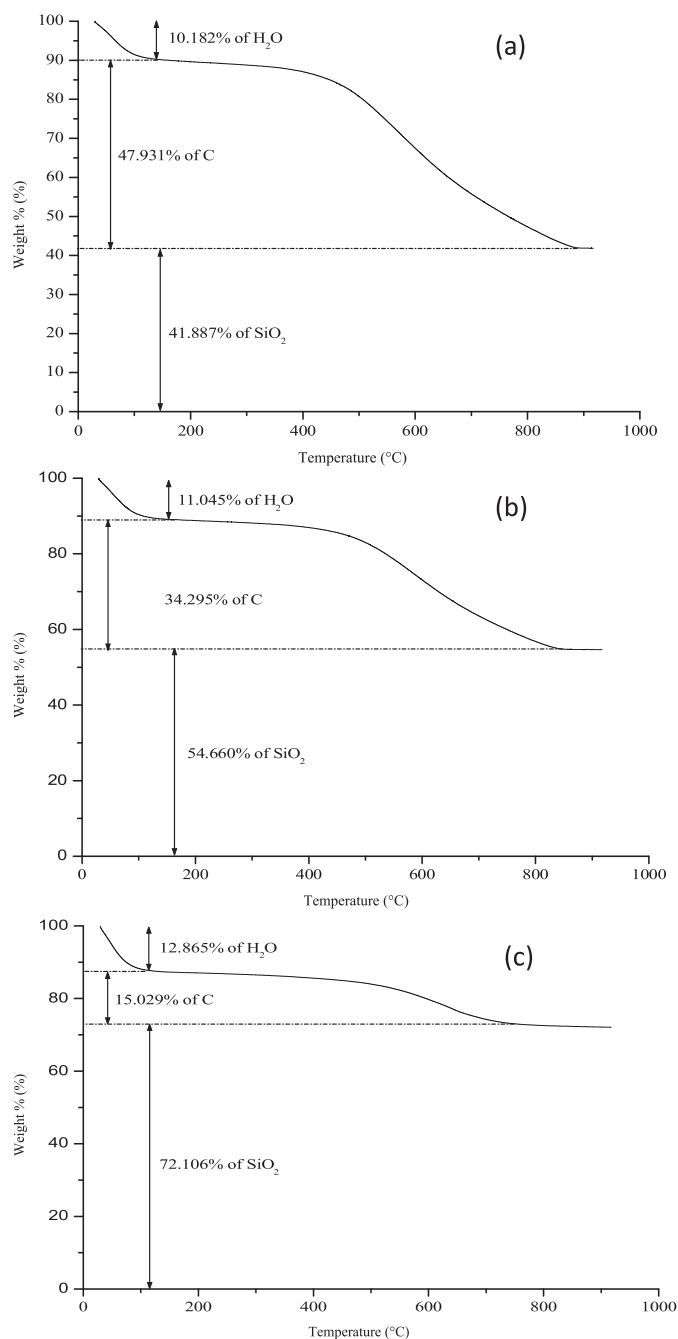 100
90
80
70
60
50
40
30
20
10
0
Weight % (%)
10.182% of H₂O
(a)
47.931% of C
41.887% of SiO₂
0 200 400 600 800 1000
Temperature (°C)
100
80
60
40
20
0
Weight % (%)
11.045% of H₂O
(b)
34.295% of C
54.660% of SiO₂
0 200 400 600 800 1000
Temperature (°C)
100
80
60
40
20
0
Weight % (%)
12.865% of H₂O
(c)
15.029% of C
72.106% of SiO₂
0 200 400 600 800 1000
Temperature (°C)